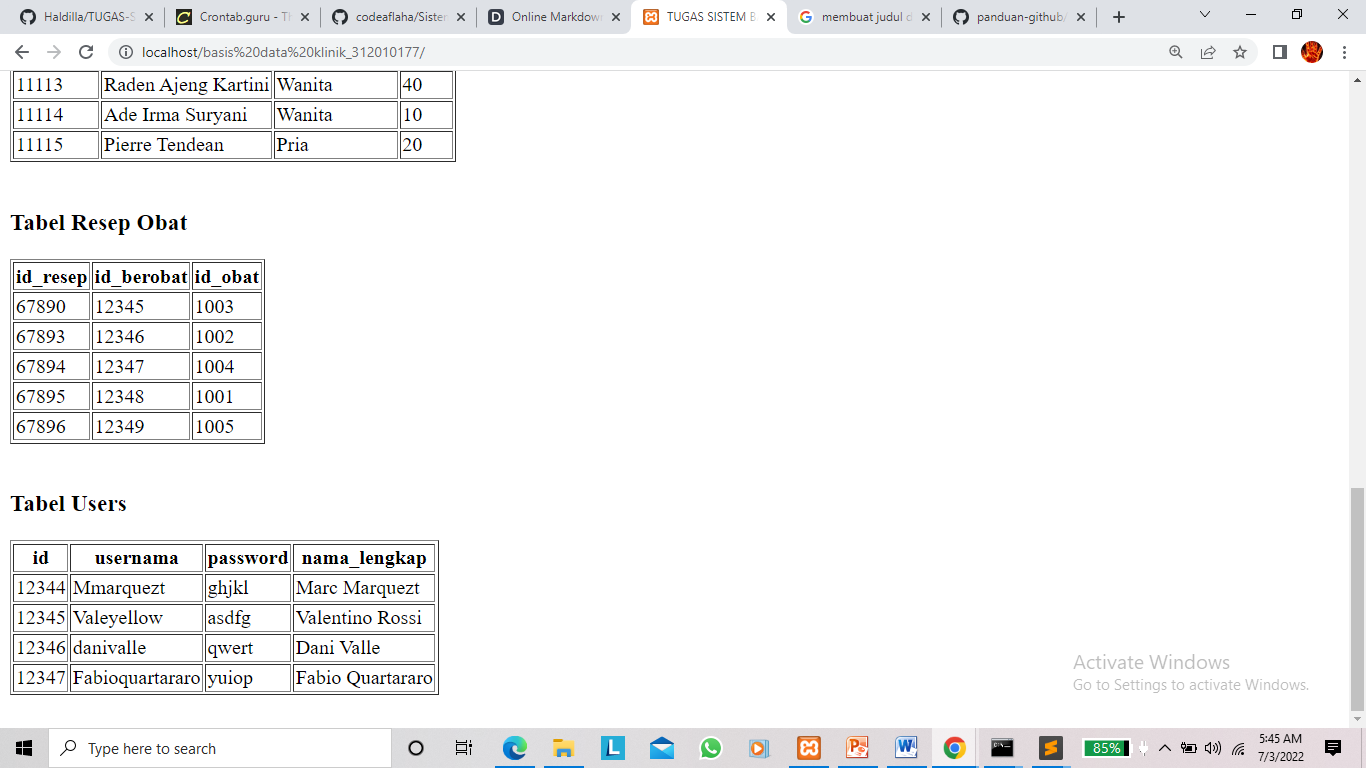 Haldilla/TUGAS-S
Crontab.guru - Th
codeaflaha/Sister
Online Markdown
TUGAS SISTEM B
membuat judul d
panduan-github/
localhost/basis%20data%20klinik_312010177/
11113 Raden Ajeng Kartini Wanita 40
11114 Ade Irma Suryani Wanita 10
11115 Pierre Tendean Pria 20
Tabel Resep Obat
id_resep id_berobat id_obat
67890 12345 1003
67893 12346 1002
67894 12347 1004
67895 12348 1001
67896 12349 1005
Tabel Users
id usernama password nama_lengkap
12344 Mmarquezt ghjkl Marc Marquezt
12345 Valeyellow asdfg Valentino Rossi
12346 danivalle qwert Dani Valle
12347 Fabioquartararo yuiop Fabio Quartararo
Activate Windows
Go to Settings to activate Windows.
Type here to search
85%
5:45 AM
7/3/2022